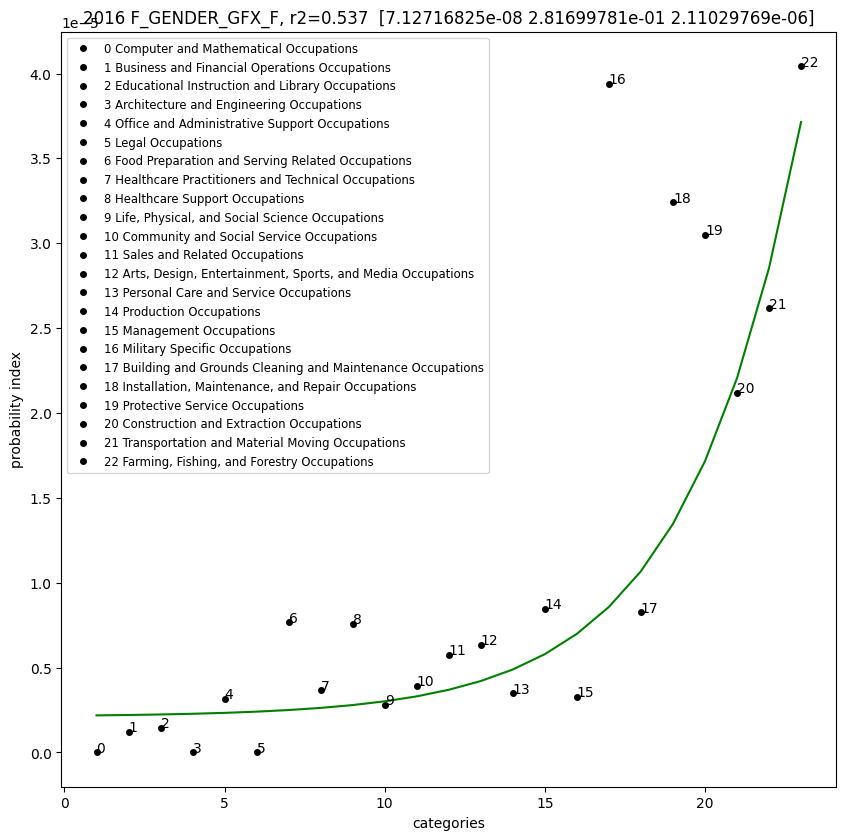 2016 F_GENDER_GFX_F, r2=0.537  [7.12716825e-08 2.81699781e-01 2.11029769e-06]
0 Computer and Mathematical Occupations
1 Business and Financial Operations Occupations
2 Educational Instruction and Library Occupations
3 Architecture and Engineering Occupations
4 Office and Administrative Support Occupations
5 Legal Occupations
6 Food Preparation and Serving Related Occupations
7 Healthcare Practitioners and Technical Occupations
8 Healthcare Support Occupations
9 Life, Physical, and Social Science Occupations
10 Community and Social Service Occupations
11 Sales and Related Occupations
12 Arts, Design, Entertainment, Sports, and Media Occupations
13 Personal Care and Service Occupations
14 Production Occupations
15 Management Occupations
16 Military Specific Occupations
17 Building and Grounds Cleaning and Maintenance Occupations
18 Installation, Maintenance, and Repair Occupations
19 Protective Service Occupations
20 Construction and Extraction Occupations
21 Transportation and Material Moving Occupations
22 Farming, Fishing, and Forestry Occupations
probability index
4.0
3.5
3.0
2.5
2.0
1.5
1.0
0.5
0.0
22
16
18
19
21
20
14
17
6
8
12
11
10
7
13
15
4
9
2
1
0
3
5
0
5
10
15
20
categories